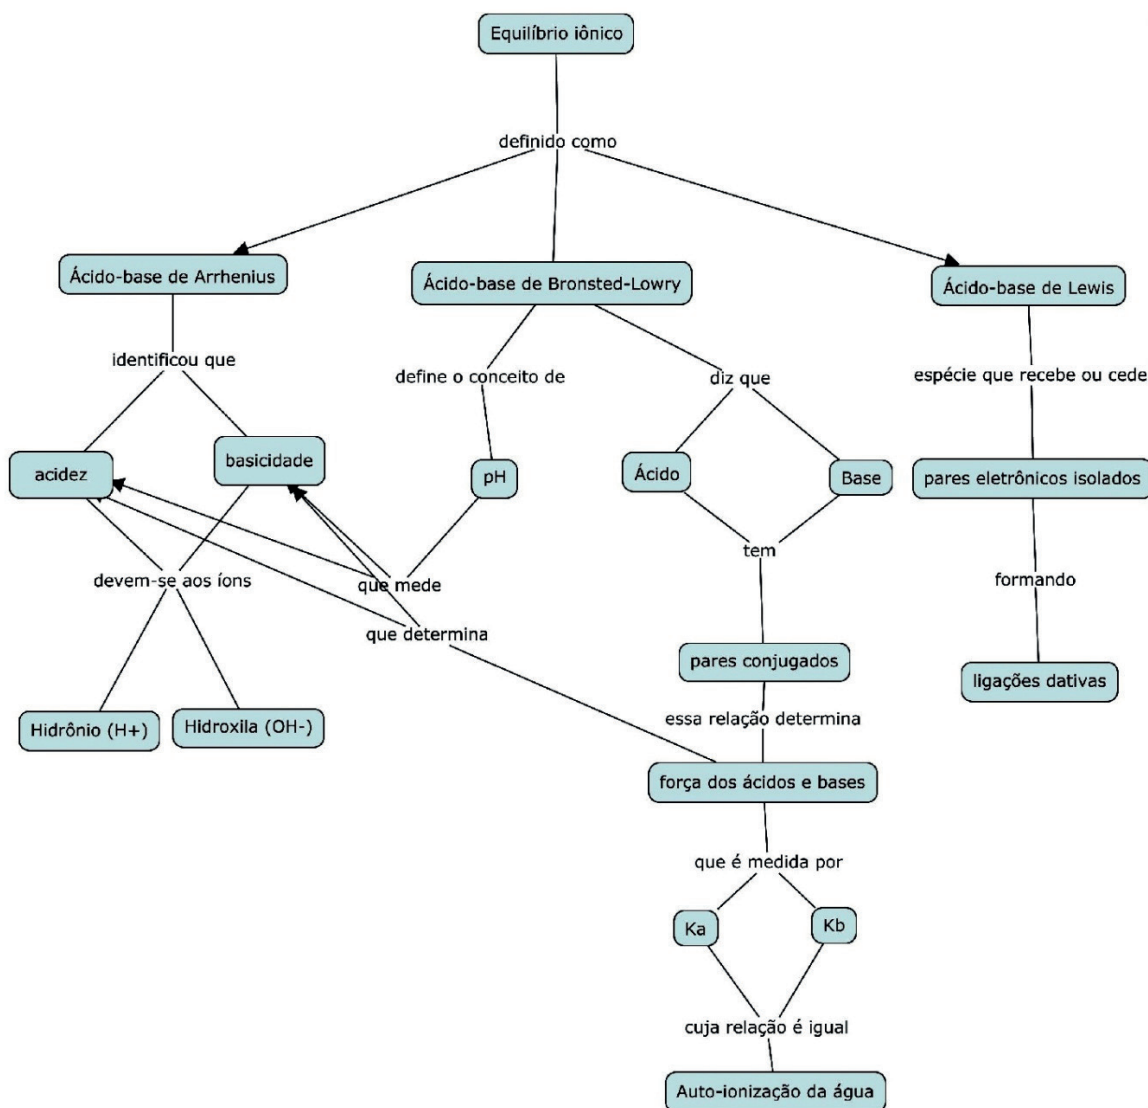 Equilíbrio iônico
definido como
Ácido-base de Arrhenius
Ácido-base de Bronsted-Lowry
Ácido-base de Lewis
identificou que
define o conceito de
diz que
espécie que recebe ou cede
acidez
basicidade
pH
Ácido
Base
pares eletrônicos isolados
devem-se aos íons
que mede
tem
formando
que determina
pares conjugados
ligações dativas
Hidrônio (H+)
Hidroxila (OH-)
essa relação determina
força dos ácidos e bases
que é medida por
Ka
Kb
cuja relação é igual
Auto-ionização da água